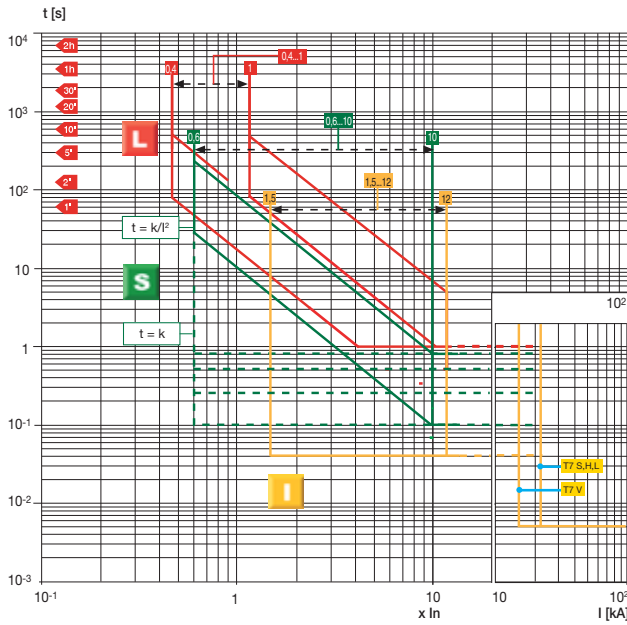 t [s]
10⁴
2h
1h
30'
20'
10³
10'
5'
10²
2'
1'
10
1
10⁻¹
10⁻²
10⁻³
0,4
1
0,4...1
L
0,6
0,6...10
10
1,5
1,5...12
12
t = k/I²
S
t = k
I
10²
T7 S,H,L
T7 V
10⁻¹
1
10
x In
10
10³
I [kA]